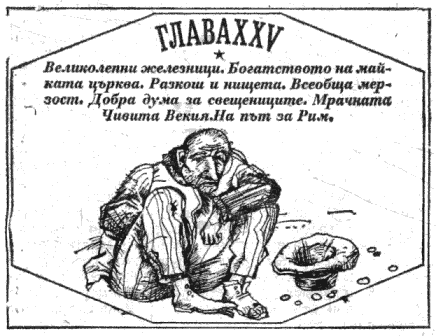 ГЛАВАXXV
Великолепни железници. Богатството на май-
ката църква. Разкош и нищета. Всеобща мер-
зост. Добра дума за свещениците. Мрачната
Чивита Векия.На път за Рим.